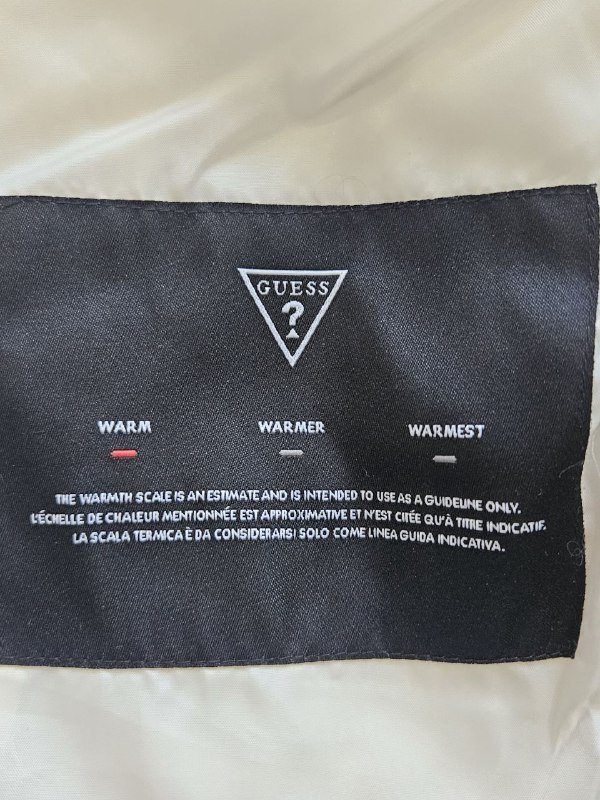 GUESS
?
WARM WARMER WARMEST
THE WARMTH SCALE IS AN ESTIMATE AND IS INTENDED TO USE AS A GUIDELINE ONLY.
L'ÉCHELLE DE CHALEUR MENTIONNÉE EST APPROXIMATIVE ET N'EST CITÉE QU'À TITRE INDICATIF.
LA SCALA TERMICA È DA CONSIDERARSI SOLO COME LINEA GUIDA INDICATIVA.